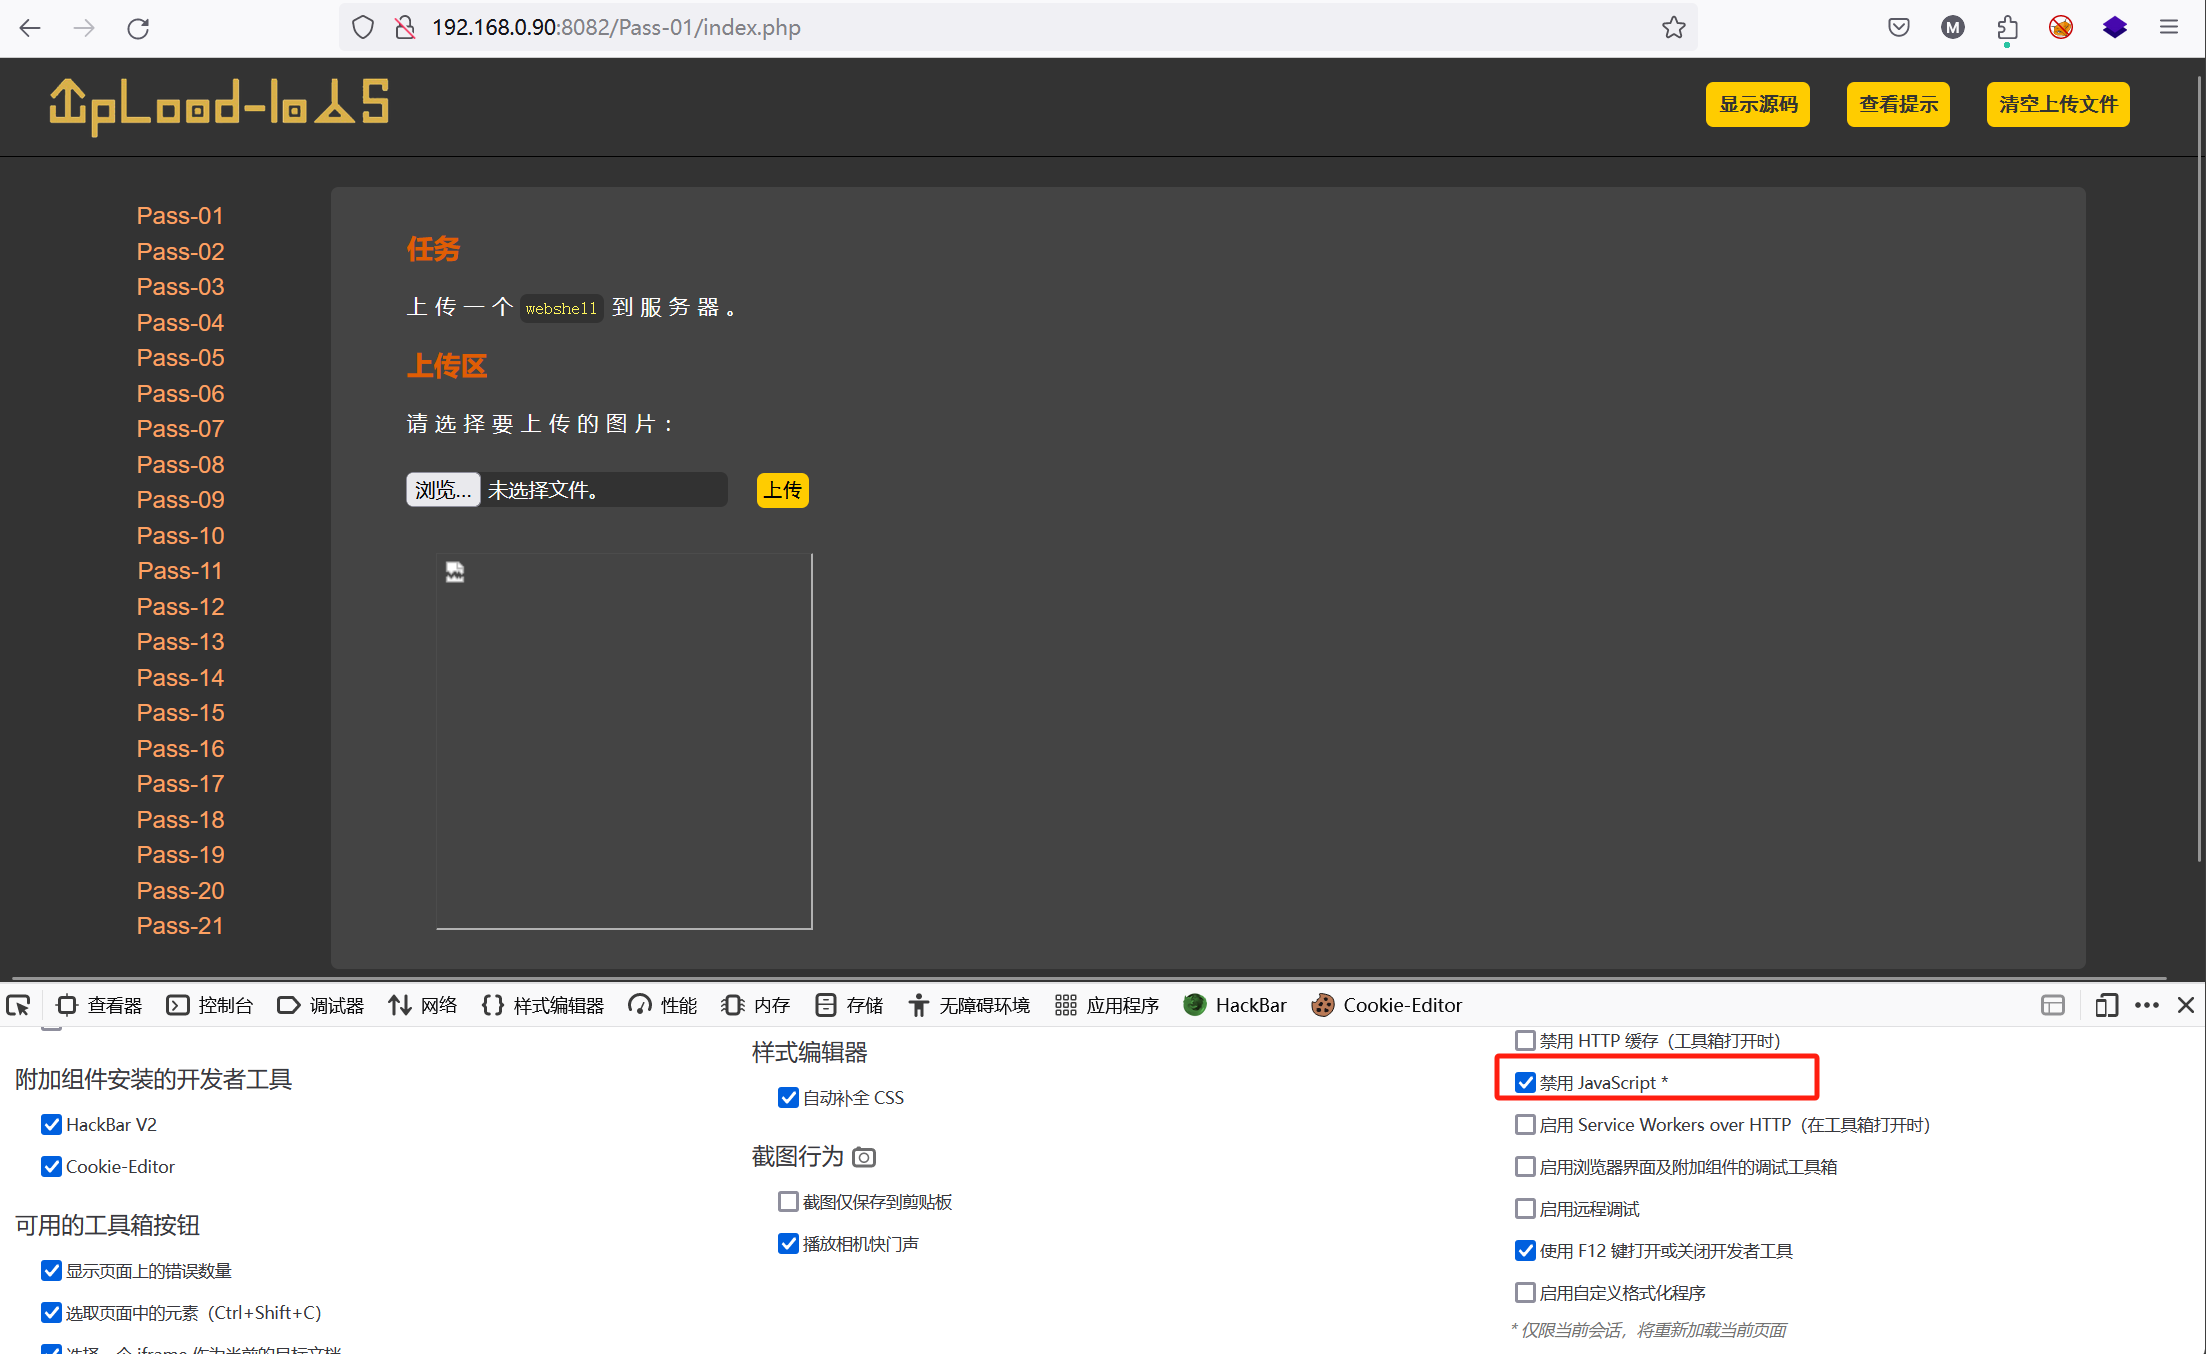 192.168.0.90:8082/Pass-01/index.php
M
UpLoad-labs
显示源码
查看提示
清空上传文件
Pass-01
Pass-02
Pass-03
Pass-04
Pass-05
Pass-06
Pass-07
Pass-08
Pass-09
Pass-10
Pass-11
Pass-12
Pass-13
Pass-14
Pass-15
Pass-16
Pass-17
Pass-18
Pass-19
Pass-20
Pass-21
任务
上传一个 webshell 到服务器。
上传区
请选择要上传的图片：
浏览... 未选择文件。 上传
查看器 控制台 调试器 网络 样式编辑器 性能 内存 存储 无障碍环境 应用程序 HackBar Cookie-Editor
附加组件安装的开发者工具
HackBar V2
Cookie-Editor
可用的工具箱按钮
显示页面上的错误数量
选取页面中的元素（Ctrl+Shift+C）
选择一个 iframe 作为当前的目标文档
样式编辑器
自动补全 CSS
截图行为
截图仅保存到剪贴板
播放相机快门声
禁用 HTTP 缓存（工具箱打开时）
禁用 JavaScript *
启用 Service Workers over HTTP（在工具箱打开时）
启用浏览器界面及附加组件的调试工具箱
启用远程调试
使用 F12 键打开或关闭开发者工具
启用自定义格式化程序
* 仅限当前会话，将重新加载当前页面